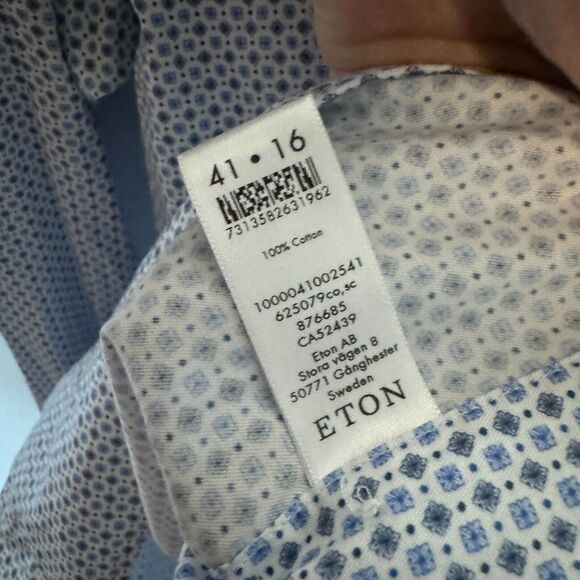 41 • 16
7313582631962
100% Cotton
1000041002541
625079co,sc
876685
CA52439
Eton AB
Stora vägen 8
50771 Gånghester
Sweden
ETON